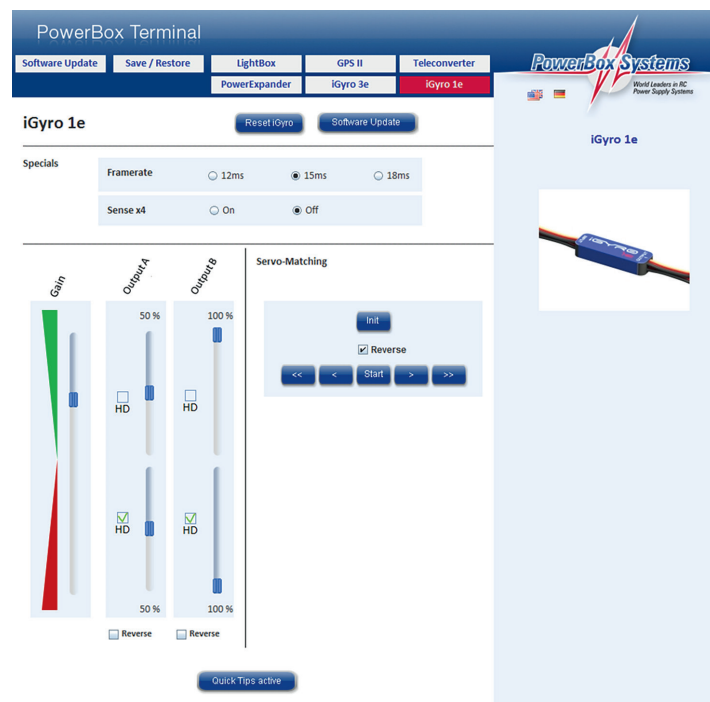 PowerBox Terminal
Software Update
Save / Restore
LightBox
GPS II
Teleconverter
PowerExpander
iGyro 3e
iGyro 1e
PowerBox Systems
World Leaders in RC
Power Supply Systems
iGyro 1e
Reset iGyro
Software Update
iGyro 1e
Specials
Framerate
12ms
15ms
18ms
Sense x4
On
Off
Gain
Output A
Output B
Servo-Matching
50 %
100 %
Init
Reverse
<<
<
Start
>
>>
HD
HD
HD
HD
50 %
100 %
Reverse
Reverse
Quick Tips active
iGYRO